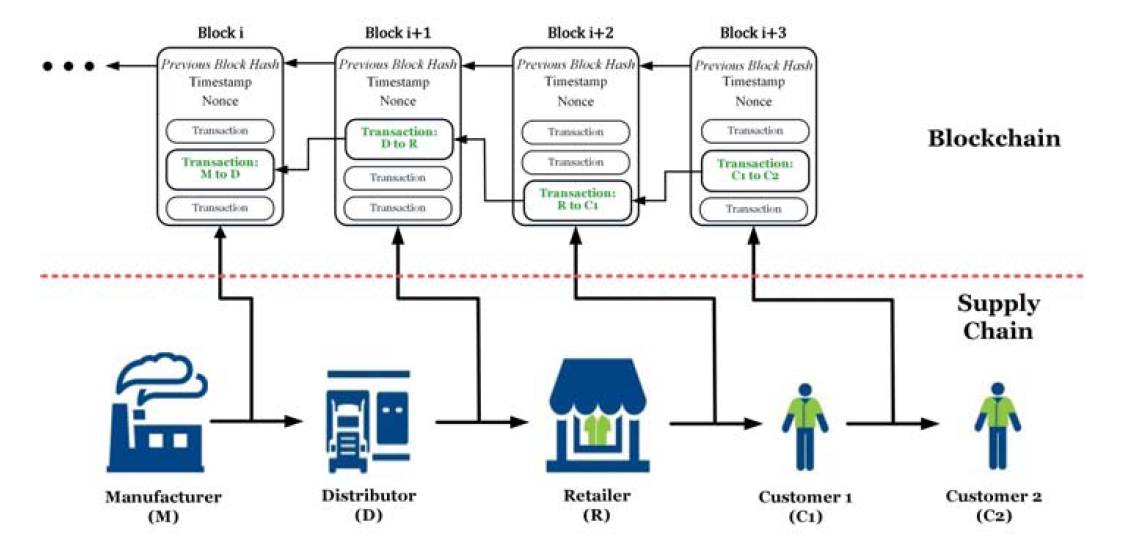 Block i
Block i+1
Block i+2
Block i+3
Previous Block Hash
Timestamp
Nonce
Transaction
Transaction:
M to D
Transaction
Previous Block Hash
Timestamp
Nonce
Transaction:
D to R
Transaction
Transaction
Previous Block Hash
Timestamp
Nonce
Transaction
Transaction
Transaction:
R to C1
Previous Block Hash
Timestamp
Nonce
Transaction
Transaction:
C1 to C2
Transaction
Blockchain
Supply
Chain
Manufacturer
(M)
Distributor
(D)
Retailer
(R)
Customer 1
(C1)
Customer 2
(C2)